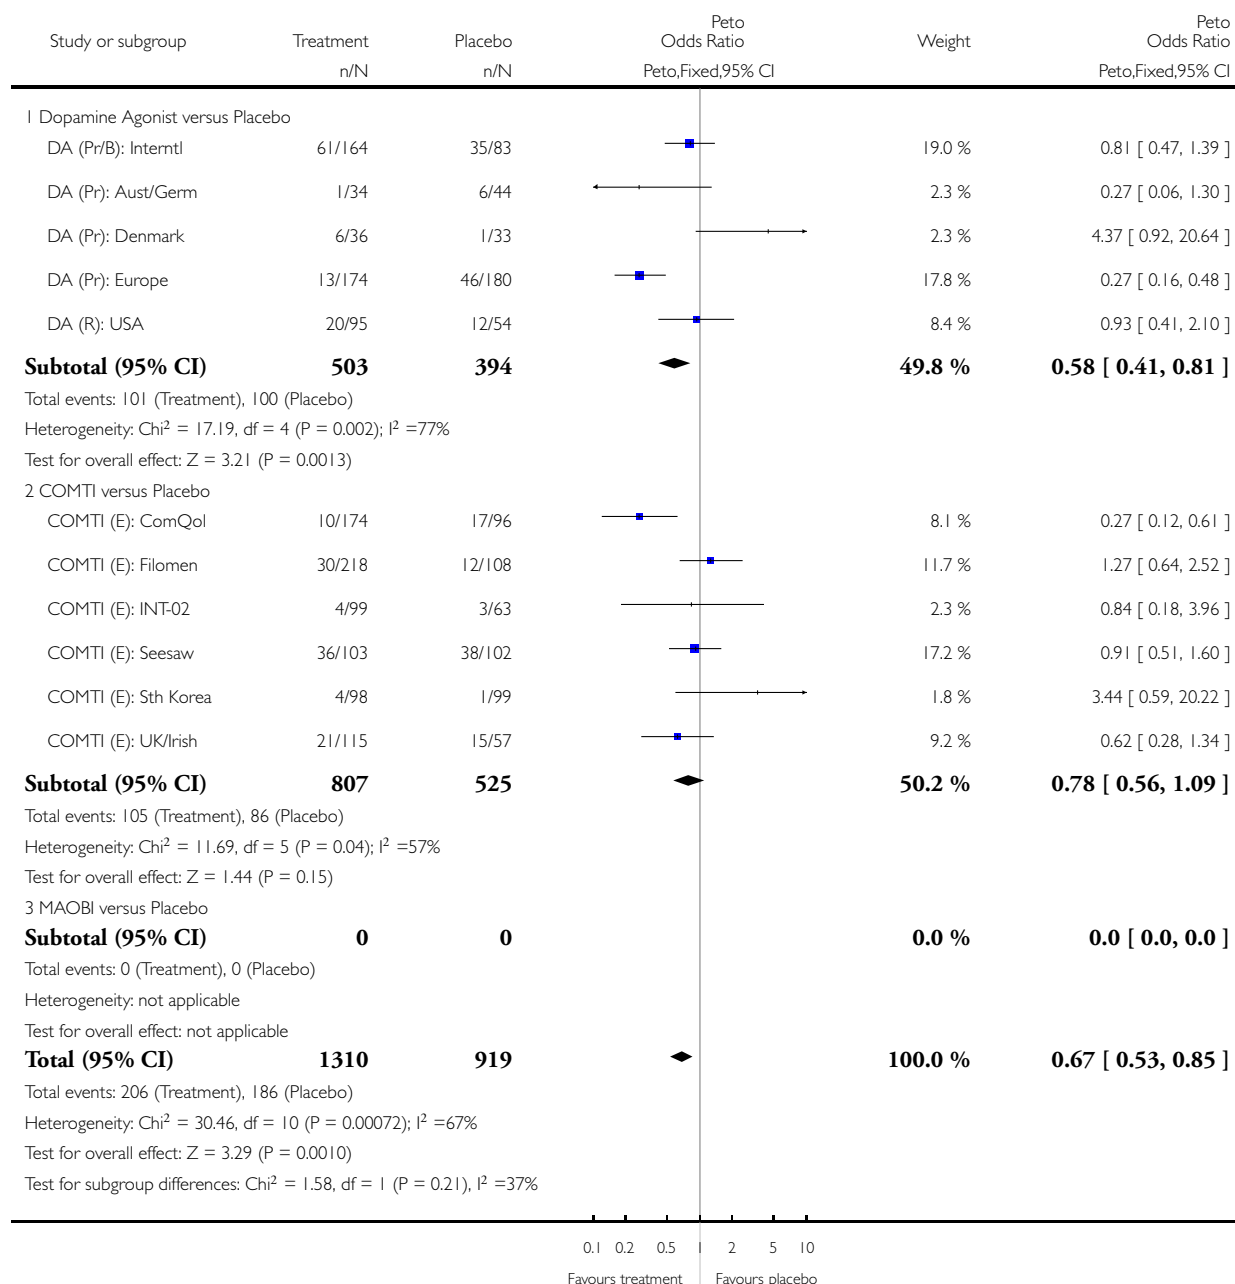 Peto Peto
Study or subgroup Treatment Placebo Odds Ratio Weight Odds Ratio
n/N n/N Peto,Fixed,95% CI Peto,Fixed,95% CI
1 Dopamine Agonist versus Placebo
DA (Pr/B): Interntl 61/164 35/83 19.0 % 0.81 [ 0.47, 1.39 ]
DA (Pr): Aust/Germ 1/34 6/44 2.3 % 0.27 [ 0.06, 1.30 ]
DA (Pr): Denmark 6/36 1/33 2.3 % 4.37 [ 0.92, 20.64 ]
DA (Pr): Europe 13/174 46/180 17.8 % 0.27 [ 0.16, 0.48 ]
DA (R): USA 20/95 12/54 8.4 % 0.93 [ 0.41, 2.10 ]
Subtotal (95% CI) 503 394 49.8 % 0.58 [ 0.41, 0.81 ]
Total events: 101 (Treatment), 100 (Placebo)
Heterogeneity: Chi² = 17.19, df = 4 (P = 0.002); I² =77%
Test for overall effect: Z = 3.21 (P = 0.0013)
2 COMTI versus Placebo
COMTI (E): ComQol 10/174 17/96 8.1 % 0.27 [ 0.12, 0.61 ]
COMTI (E): Filomen 30/218 12/108 11.7 % 1.27 [ 0.64, 2.52 ]
COMTI (E): INT-02 4/99 3/63 2.3 % 0.84 [ 0.18, 3.96 ]
COMTI (E): Seesaw 36/103 38/102 17.2 % 0.91 [ 0.51, 1.60 ]
COMTI (E): Sth Korea 4/98 1/99 1.8 % 3.44 [ 0.59, 20.22 ]
COMTI (E): UK/Irish 21/115 15/57 9.2 % 0.62 [ 0.28, 1.34 ]
Subtotal (95% CI) 807 525 50.2 % 0.78 [ 0.56, 1.09 ]
Total events: 105 (Treatment), 86 (Placebo)
Heterogeneity: Chi² = 11.69, df = 5 (P = 0.04); I² =57%
Test for overall effect: Z = 1.44 (P = 0.15)
3 MAOBI versus Placebo
Subtotal (95% CI) 0 0 0.0 % 0.0 [ 0.0, 0.0 ]
Total events: 0 (Treatment), 0 (Placebo)
Heterogeneity: not applicable
Test for overall effect: not applicable
Total (95% CI) 1310 919 100.0 % 0.67 [ 0.53, 0.85 ]
Total events: 206 (Treatment), 186 (Placebo)
Heterogeneity: Chi² = 30.46, df = 10 (P = 0.00072); I² =67%
Test for overall effect: Z = 3.29 (P = 0.0010)
Test for subgroup differences: Chi² = 1.58, df = 1 (P = 0.21), I² =37%
0.1 0.2 0.5 1 2 5 10
Favours treatment Favours placebo